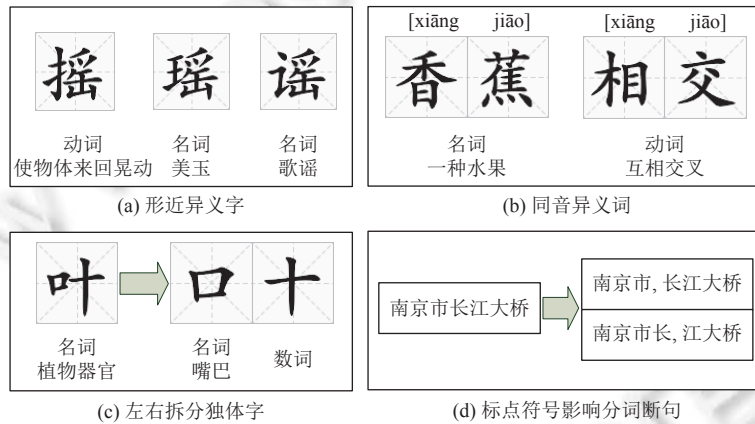 [xiāng jiāo] [xiāng jiāo]
摇 瑶 谣
香蕉 相交
动词 名词 名词
使物体来回晃动 美玉 歌谣
名词 动词
一种水果 互相交叉
(a) 形近异义字
(b) 同音异义词
叶 口 十
名词 名词 数词
植物器官 嘴巴
南京市长江大桥
南京市, 长江大桥
南京市长, 江大桥
(c) 左右拆分独体字
(d) 标点符号影响分词断句